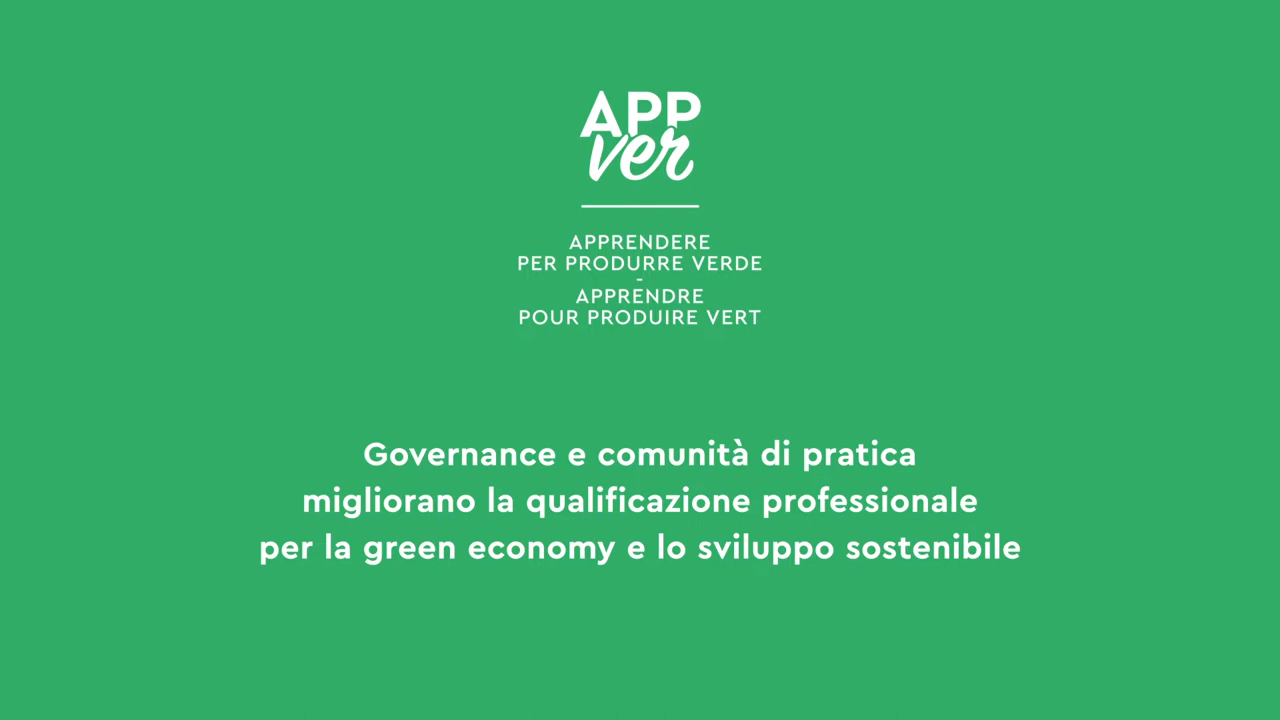 APP
ver
APPRENDERE
PER PRODURRE VERDE
-
APPRENDRE
POUR PRODUIRE VERT
Governance e comunità di pratica
migliorano la qualificazione professionale
per la green economy e lo sviluppo sostenibile